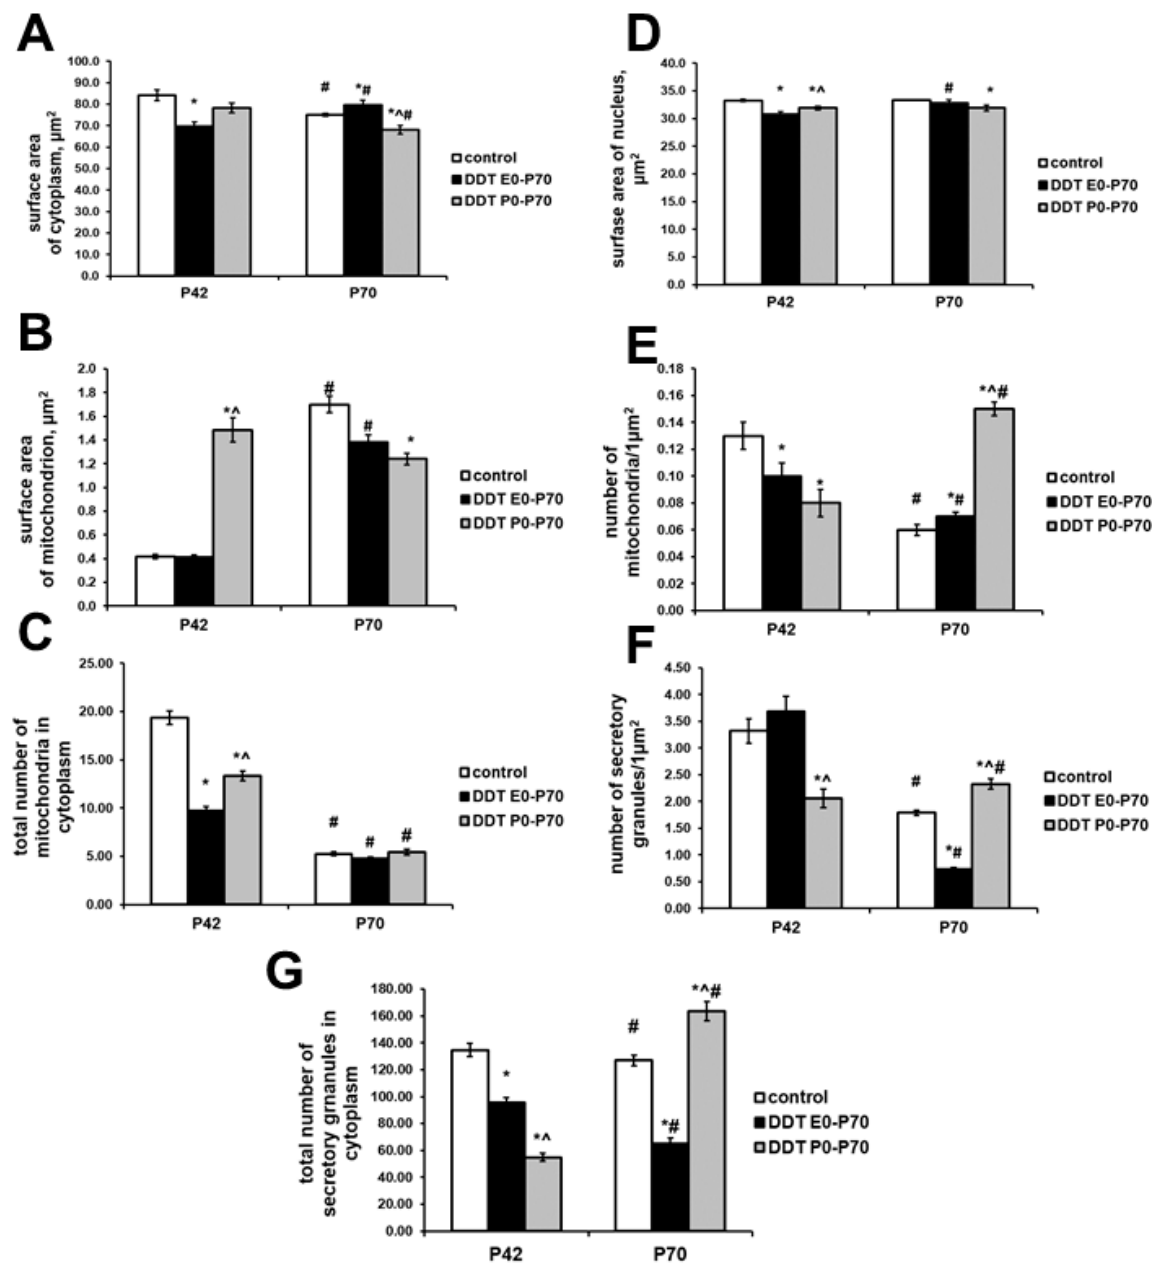 A
surface area
of cytoplasm, µm²
100.0
90.0
80.0
70.0
60.0
50.0
40.0
30.0
20.0
10.0
0.0
*
#
*#
*^#
P42
P70
control
DDT E0-P70
DDT P0-P70
D
surfase area of nucleus,
µm²
40.0
35.0
30.0
25.0
20.0
15.0
10.0
5.0
0.0
*
*^
#
*
P42
P70
control
DDT E0-P70
DDT P0-P70
B
surface area
of mitochondrion, µm²
2.0
1.8
1.6
1.4
1.2
1.0
0.8
0.6
0.4
0.2
0.0
*^
#
#
*
P42
P70
control
DDT E0-P70
DDT P0-P70
E
number of
mitochondria/1µm²
0.18
0.16
0.14
0.12
0.10
0.08
0.06
0.04
0.02
0.00
*
*
#
*#
*^#
P42
P70
control
DDT E0-P70
DDT P0-P70
C
total number of
mitochondria in
cytoplasm
25.00
20.00
15.00
10.00
5.00
0.00
*
*^
#
#
#
P42
P70
control
DDT E0-P70
DDT P0-P70
F
number of secretory
granules/1µm²
4.50
4.00
3.50
3.00
2.50
2.00
1.50
1.00
0.50
0.00
*^
#
*#
*^#
P42
P70
control
DDT E0-P70
DDT P0-P70
G
total number of
secretory grnanules in
cytoplasm
180.00
160.00
140.00
120.00
100.00
80.00
60.00
40.00
20.00
0.00
*
*^
#
*#
*^#
P42
P70
control
DDT E0-P70
DDT P0-P70